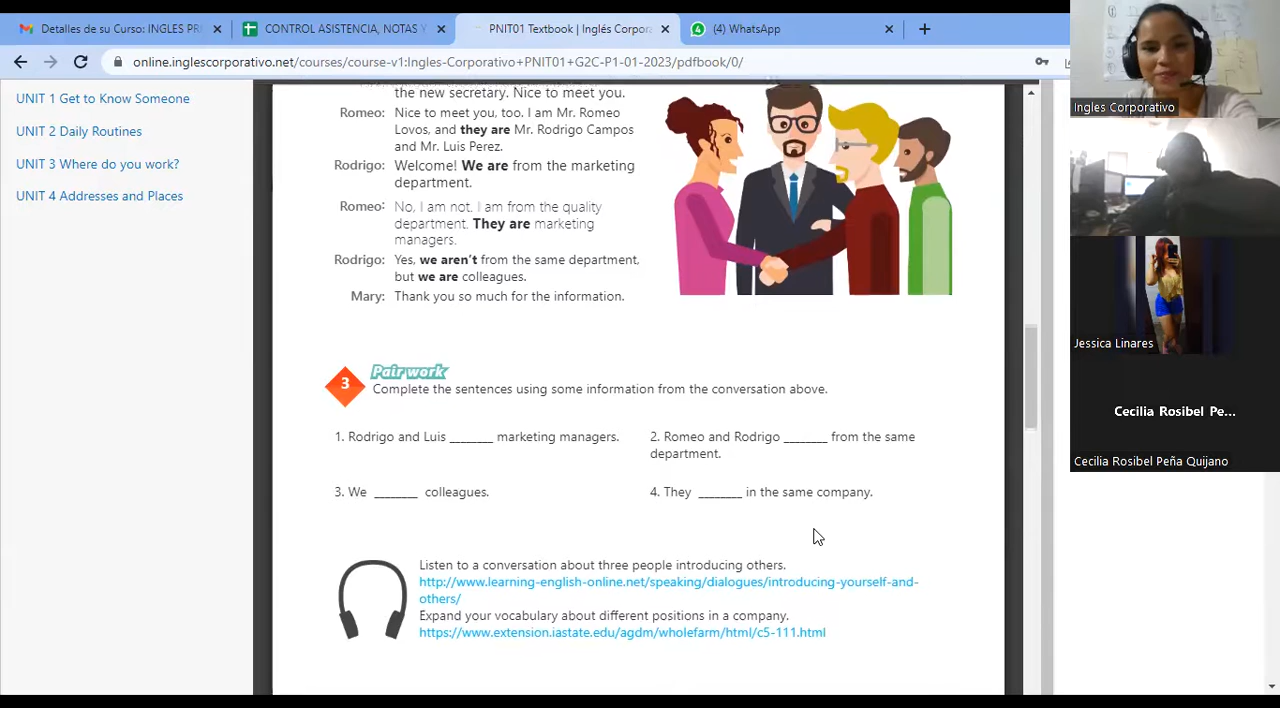 Detalles de su Curso: INGLES PRI
CONTROL ASISTENCIA, NOTAS Y
PNIT01 Textbook | Inglés Corpor
(4) WhatsApp
online.inglescorporativo.net/courses/course-v1:Ingles-Corporativo+PNIT01+G2C-P1-01-2023/pdfbook/0/
UNIT 1 Get to Know Someone
UNIT 2 Daily Routines
UNIT 3 Where do you work?
UNIT 4 Addresses and Places
the new secretary. Nice to meet you.
Romeo: Nice to meet you, too. I am Mr. Romeo
Lovos, and they are Mr. Rodrigo Campos
and Mr. Luis Perez.
Rodrigo: Welcome! We are from the marketing
department.
Romeo: No, I am not. I am from the quality
department. They are marketing
managers.
Rodrigo: Yes, we aren't from the same department,
but we are colleagues.
Mary: Thank you so much for the information.
3 Pair work
Complete the sentences using some information from the conversation above.
1. Rodrigo and Luis _______ marketing managers.
2. Romeo and Rodrigo _______ from the same
department.
3. We _______ colleagues.
4. They _______ in the same company.
Listen to a conversation about three people introducing others.
http://www.learning-english-online.net/speaking/dialogues/introducing-yourself-and-
others/
Expand your vocabulary about different positions in a company.
https://www.extension.iastate.edu/agdm/wholefarm/html/c5-111.html
Ingles Corporativo
Jessica Linares
Cecilia Rosibel Pe...
Cecilia Rosibel Peña Quijano